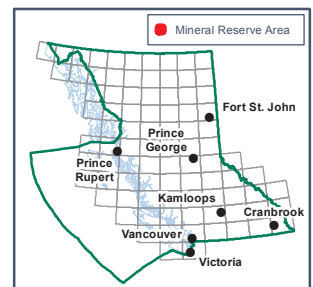 Mineral Reserve Area
Fort St. John
Prince
George
Prince
Rupert
Kamloops
Cranbrook
Vancouver
Victoria